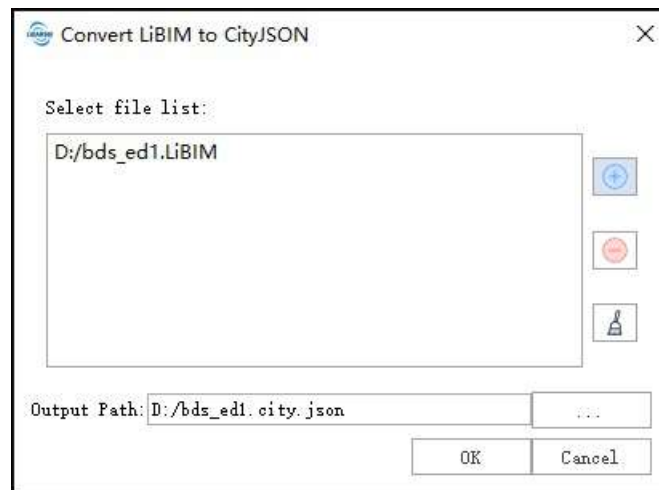 Convert LiBIM to CityJSON
Select file list:
D:/bds_ed1.LiBIM
Output Path: D:/bds_ed1.city.json ...
OK Cancel